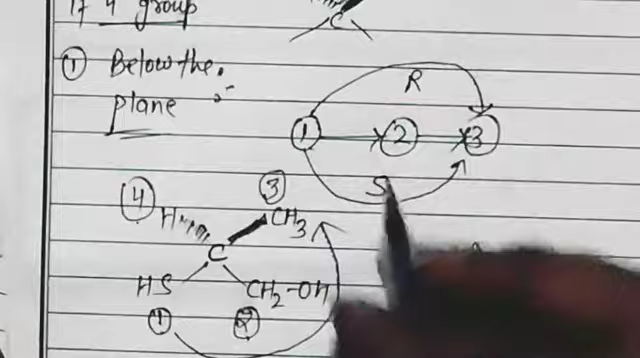 If 4 group
C
① Below the.
plane
R
① 2 3
S
④ ③
H CH3
C
HS CH2-OH
① ②